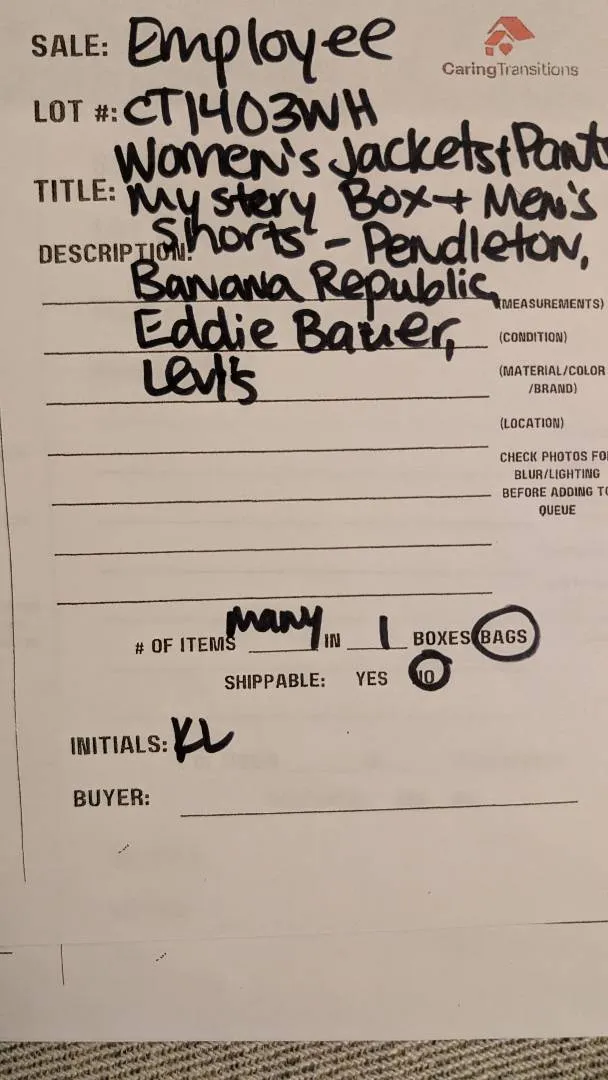 SALE: Employee
CaringTransitions
LOT #: CT1403WH
Women's Jackets+Pant
TITLE: Mystery Box + Men's
Shorts - Pendleton,
DESCRIPTION:
Banana Republic,
(MEASUREMENTS)
Eddie Bauer,
(CONDITION)
Levi's
(MATERIAL/COLOR
/BRAND)
(LOCATION)
CHECK PHOTOS FO
BLUR/LIGHTING
BEFORE ADDING TO
QUEUE
# OF ITEMS many IN 1 BOXES BAGS
SHIPPABLE: YES NO
INITIALS: KL
BUYER: